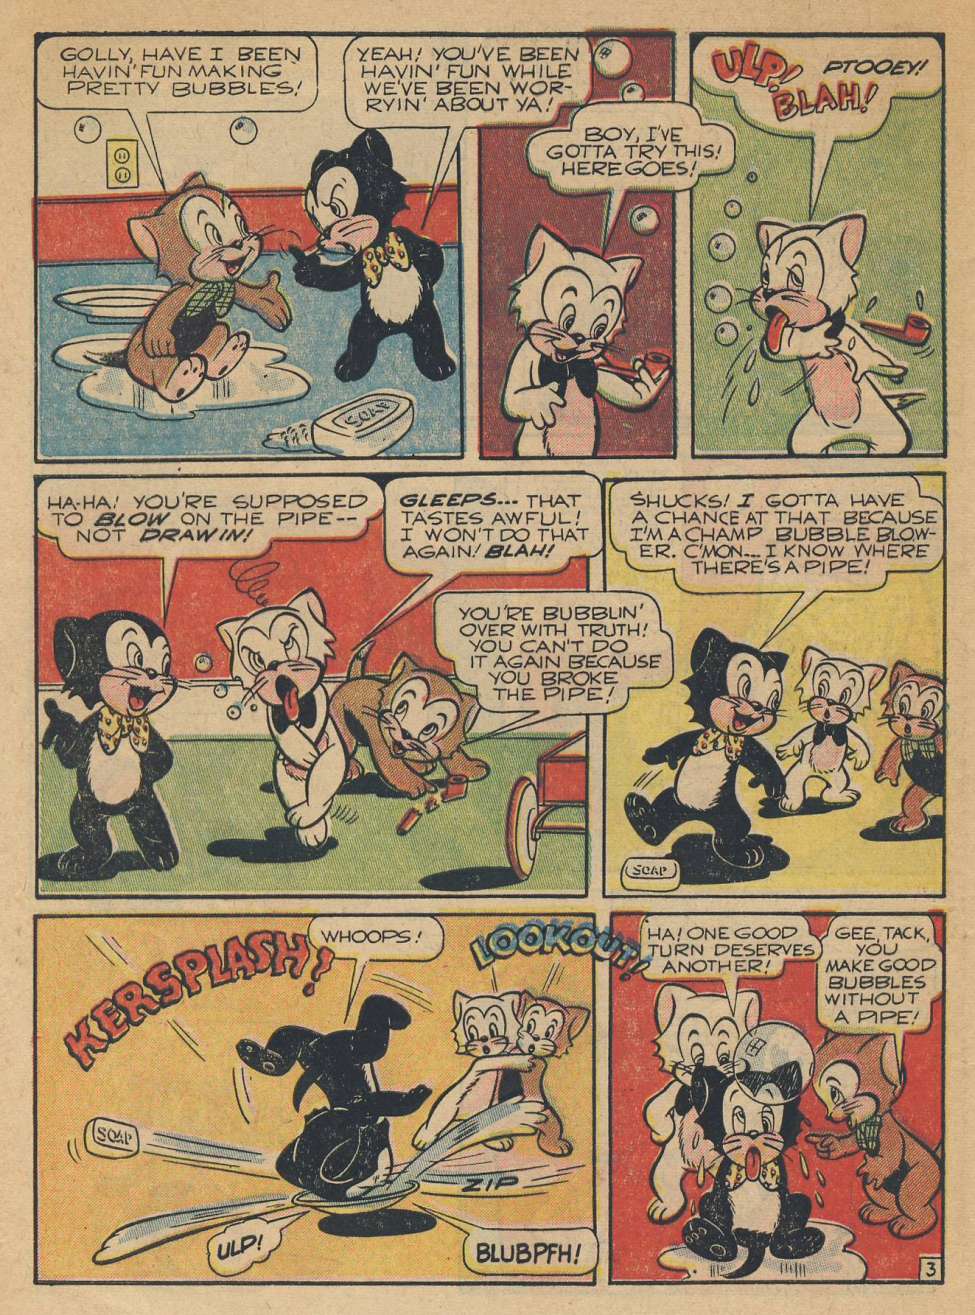 GOLLY, HAVE I BEEN
HAVIN' FUN MAKING
PRETTY BUBBLES!
YEAH! YOU'VE BEEN
HAVIN' FUN WHILE
WE'VE BEEN WOR-
RYIN' ABOUT YA!
SOAP
BOY, I'VE
GOTTA TRY THIS!
HERE GOES!
ULP!
BLAH!
PTOOEY!
HA-HA! YOU'RE SUPPOSED
TO BLOW ON THE PIPE--
NOT DRAW IN!
GLEEPS... THAT
TASTES AWFUL!
I WON'T DO THAT
AGAIN! BLAH!
YOU'RE BUBBLIN'
OVER WITH TRUTH!
YOU CAN'T DO
IT AGAIN BECAUSE
YOU BROKE
THE PIPE!
SHUCKS! I GOTTA HAVE
A CHANCE AT THAT BECAUSE
I'M A CHAMP BUBBLE BLOW-
ER. C'MON... I KNOW WHERE
THERE'S A PIPE!
SOAP
KERSPLASH!
WHOOPS!
LOOKOUT!
SOAP
ZIP
ULP!
BLUBPFH!
HA! ONE GOOD
TURN DESERVES
ANOTHER!
GEE, TACK,
YOU
MAKE GOOD
BUBBLES
WITHOUT
A PIPE!
3